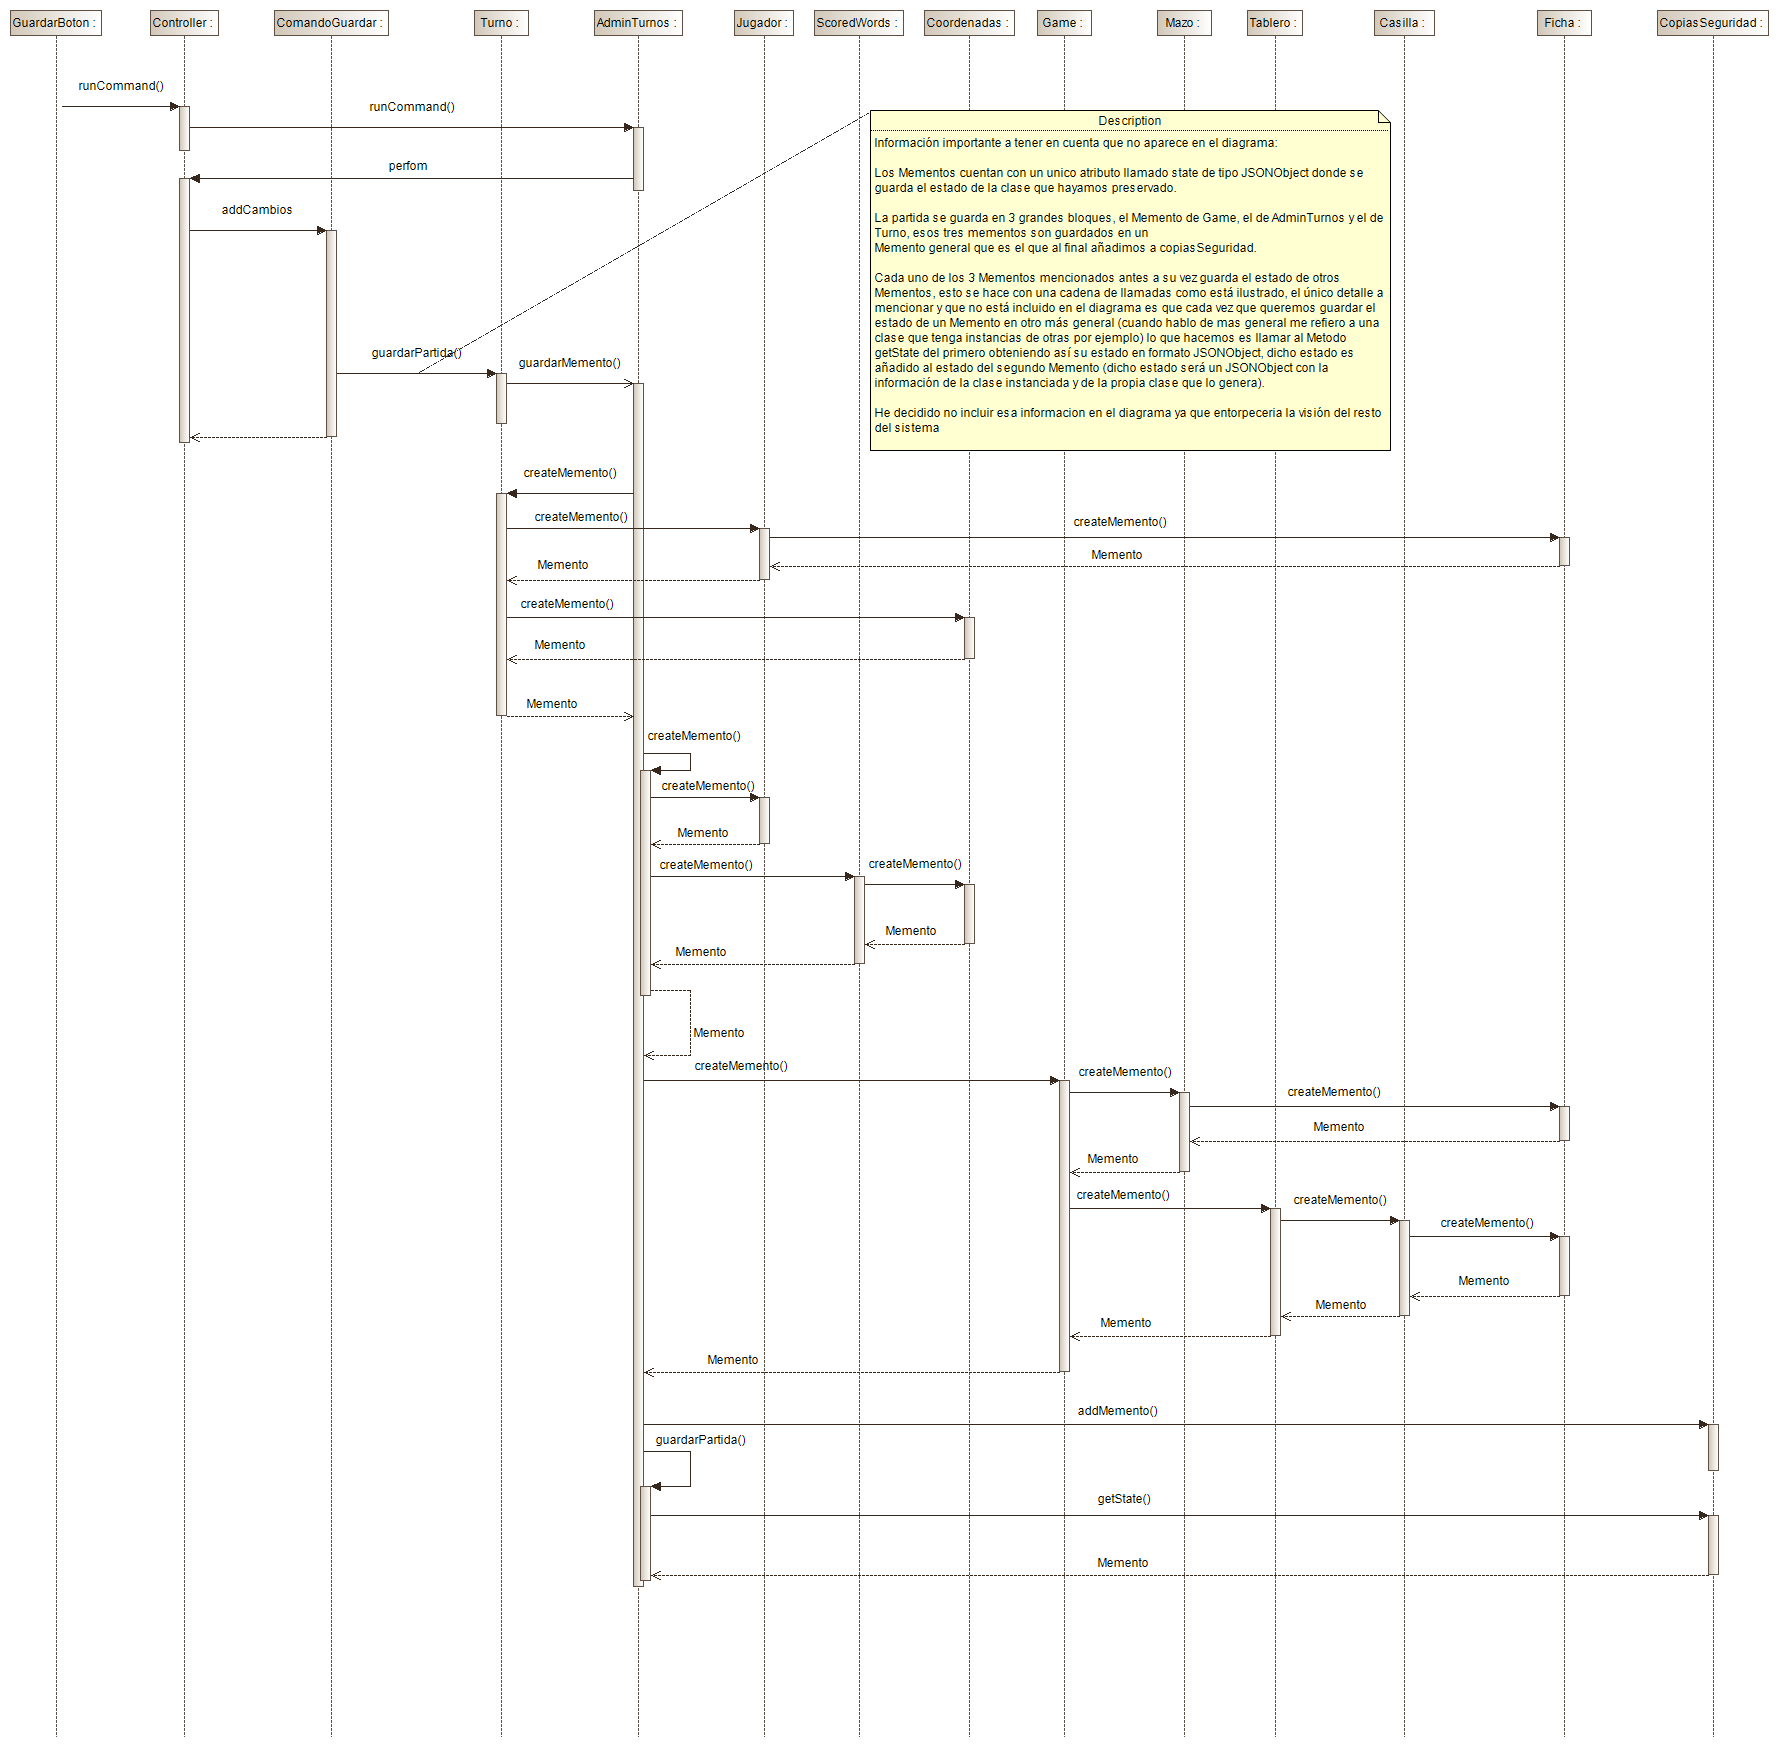 GuardarBoton :
Controller :
ComandoGuardar :
Turno :
AdminTurnos :
Jugador :
ScoredWords :
Coordenadas :
Game :
Mazo :
Tablero :
Casilla :
Ficha :
CopiasSeguridad :
runCommand()
runCommand()
Description
Información importante a tener en cuenta que no aparece en el diagrama:
Los Mementos cuentan con un unico atributo llamado state de tipo JSONObject donde se
guarda el estado de la clase que hayamos preservado.
La partida se guarda en 3 grandes bloques, el Memento de Game, el de AdminTurnos y el de
Turno, esos tres mementos son guardados en un
Memento general que es el que al final añadimos a copiasSeguridad.
Cada uno de los 3 Mementos mencionados antes a su vez guarda el estado de otros
Mementos, esto se hace con una cadena de llamadas como está ilustrado, el único detalle a
mencionar y que no está incluido en el diagrama es que cada vez que queremos guardar el
estado de un Memento en otro más general (cuando hablo de mas general me refiero a una
clase que tenga instancias de otras por ejemplo) lo que hacemos es llamar al Metodo
getState del primero obteniendo así su estado en formato JSONObject, dicho estado es
añadido al estado del segundo Memento (dicho estado será un JSONObject con la
información de la clase instanciada y de la propia clase que lo genera).
He decidido no incluir esa informacion en el diagrama ya que entorpeceria la visión del resto
del sistema
perfom
addCambios
guardarPartida()
guardarMemento()
createMemento()
createMemento()
createMemento()
Memento
Memento
createMemento()
Memento
Memento
createMemento()
createMemento()
Memento
createMemento()
createMemento()
Memento
Memento
Memento
createMemento()
createMemento()
createMemento()
Memento
Memento
createMemento()
createMemento()
createMemento()
Memento
Memento
Memento
Memento
addMemento()
guardarPartida()
getState()
Memento